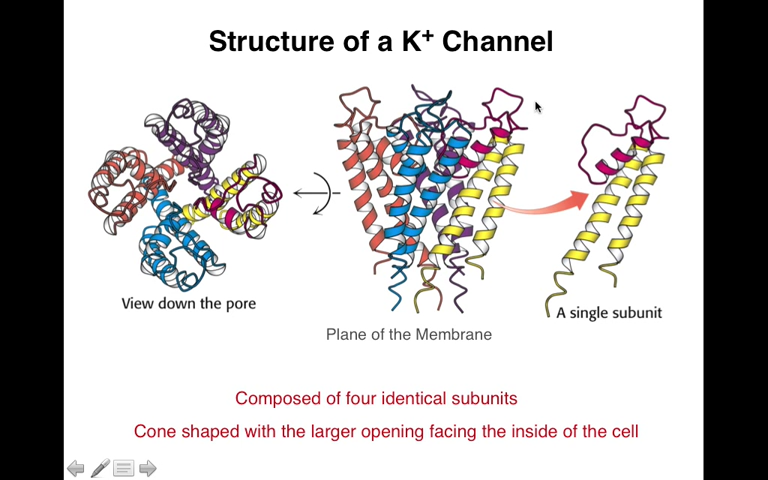 Structure of a K⁺ Channel
View down the pore
A single subunit
Plane of the Membrane
Composed of four identical subunits
Cone shaped with the larger opening facing the inside of the cell